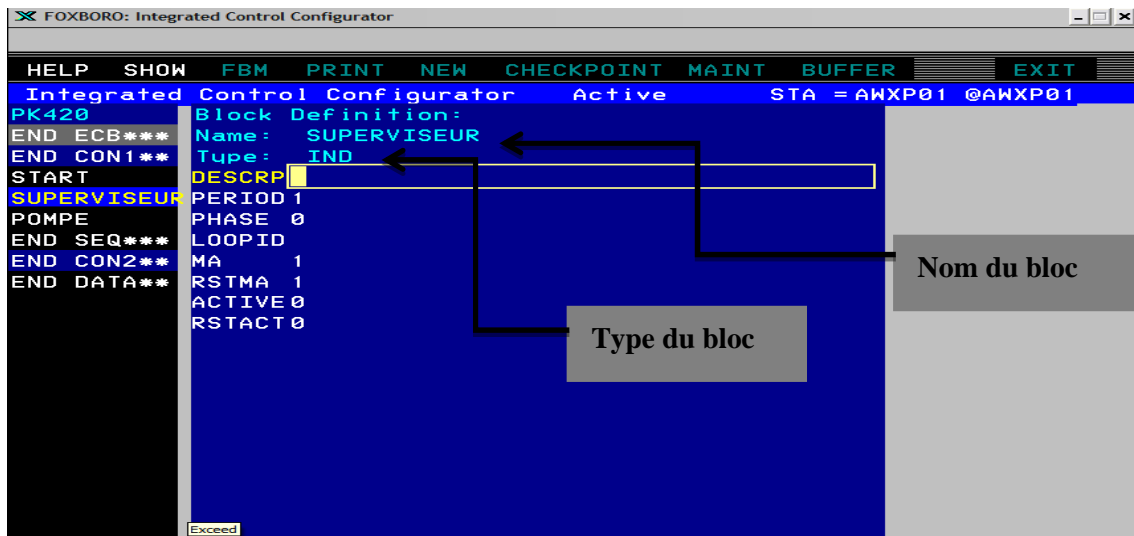 FOXBORO: Integrated Control Configurator
HELP SHOW FBM PRINT NEW CHECKPOINT MAINT BUFFER EXIT
Integrated Control Configurator Active STA = AWXP01 @AWXP01
PK420 Block Definition:
END ECB*** Name: SUPERVISEUR
END CON1** Type: IND
START DESCRP
SUPERVISEUR PERIOD 1
POMPE PHASE 0
END SEQ*** LOOPID
END CON2** MA 1
END DATA** RSTMA 1
ACTIVE 0
RSTACT 0
Nom du bloc
Type du bloc
Exceed